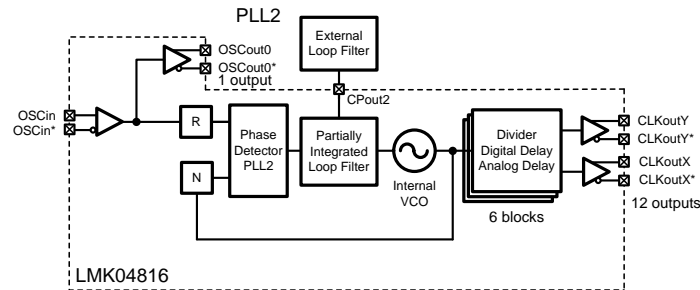 PLL2
External
Loop Filter
OSCout0
OSCout0*
1 output
CPout2
OSCin
OSCin*
R
N
Phase
Detector
PLL2
Partially
Integrated
Loop Filter
Internal
VCO
Divider
Digital Delay
Analog Delay
6 blocks
CLKoutY
CLKoutY*
CLKoutX
CLKoutX*
12 outputs
LMK04816